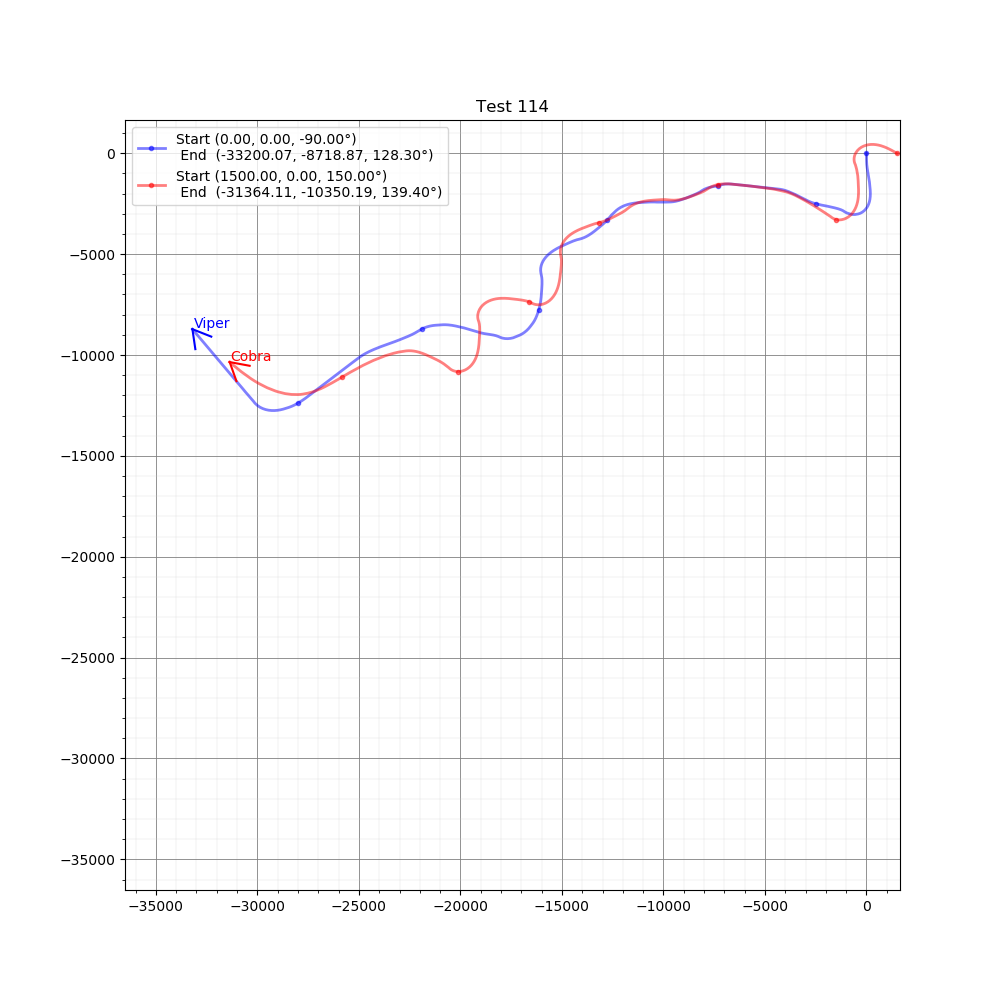 Test 114
Start (0.00, 0.00, -90.00°)
End (-33200.07, -8718.87, 128.30°)
Start (1500.00, 0.00, 150.00°)
End (-31364.11, -10350.19, 139.40°)
0
−5000
−10000
−15000
−20000
−25000
−30000
−35000
Viper
Cobra
−35000 −30000 −25000 −20000 −15000 −10000 −5000 0